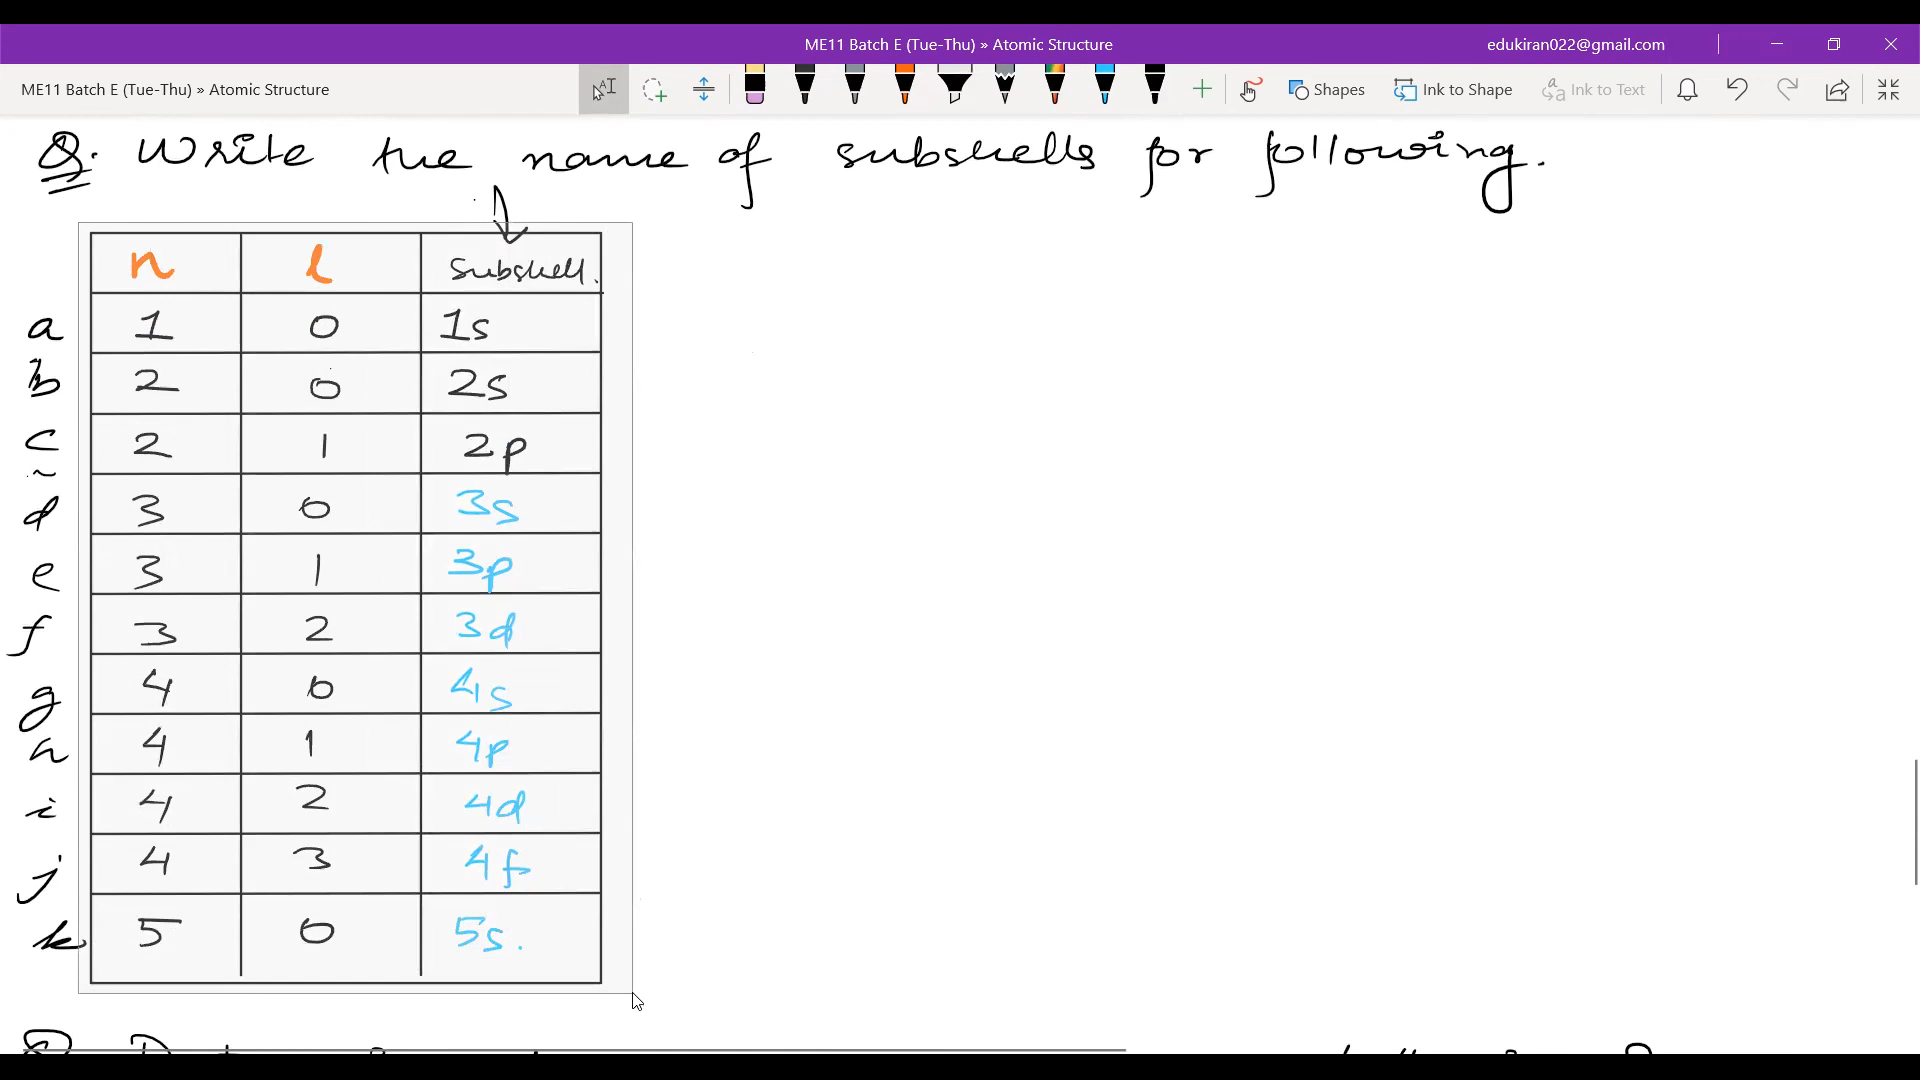 ME11 Batch E (Tue-Thu) » Atomic Structure
edukiran022@gmail.com
ME11 Batch E (Tue-Thu) » Atomic Structure
Shapes
Ink to Shape
Ink to Text
Q. Write the name of subshells for following.
n l Subshell.
a 1 0 1s
b 2 0 2s
c 2 1 2p
d 3 0 3s
e 3 1 3p
f 3 2 3d
g 4 0 4s
h 4 1 4p
i 4 2 4d
j 4 3 4f
k 5 0 5s.